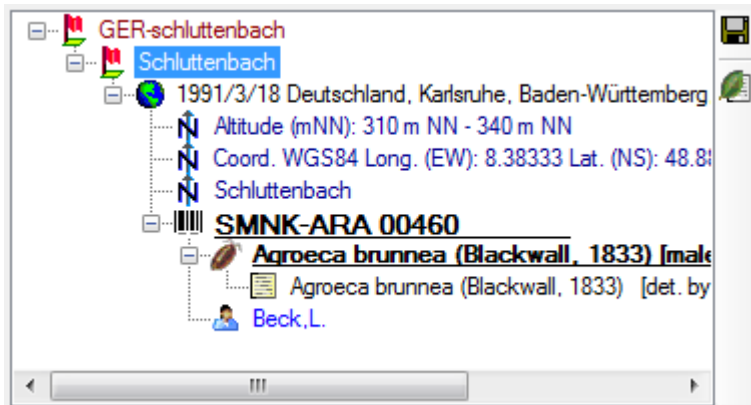 GER-schluttenbach
Schluttenbach
1991/3/18 Deutschland, Karlsruhe, Baden-Württemberg
Altitude (mNN): 310 m NN - 340 m NN
Coord. WGS84 Long. (EW): 8.38333 Lat. (NS): 48.8
Schluttenbach
SMNK-ARA 00460
Agroeca brunnea (Blackwall, 1833) [male
Agroeca brunnea (Blackwall, 1833) [det. by
Beck,L.